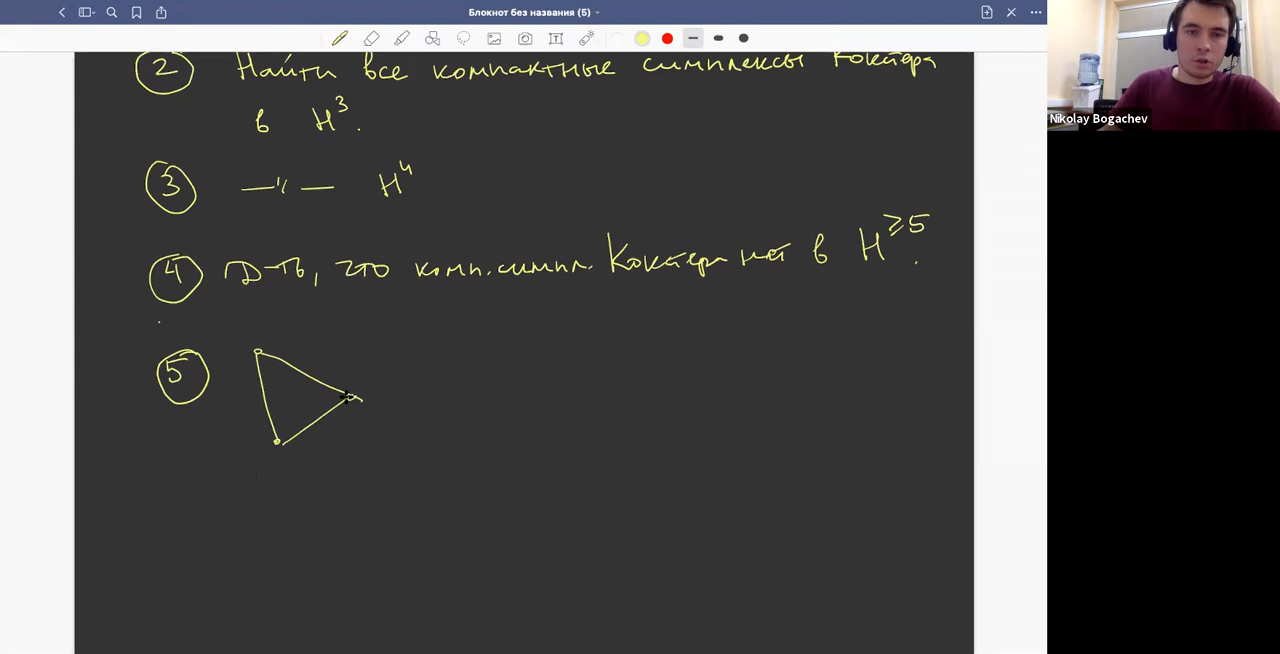 Блокнот без названия (5)
Nikolay Bogachev
2 Найти все компактные симплексы Кокстера
в H³.
3 —"— H⁴
4 Д-ть, что комп. симпл. Кокстера нет в H^≥5.
5